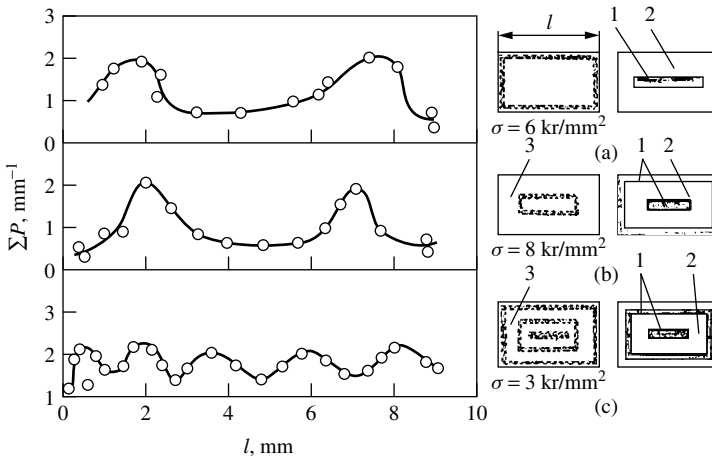 3
2
1
0
2
1
0
3
2
1
0 2 4 6 8 10
ΣP, mm⁻¹
l, mm
l
1 2
σ = 6 kr/mm²
(a)
3
1 2
σ = 8 kr/mm²
(b)
3
1 2
σ = 3 kr/mm²
(c)